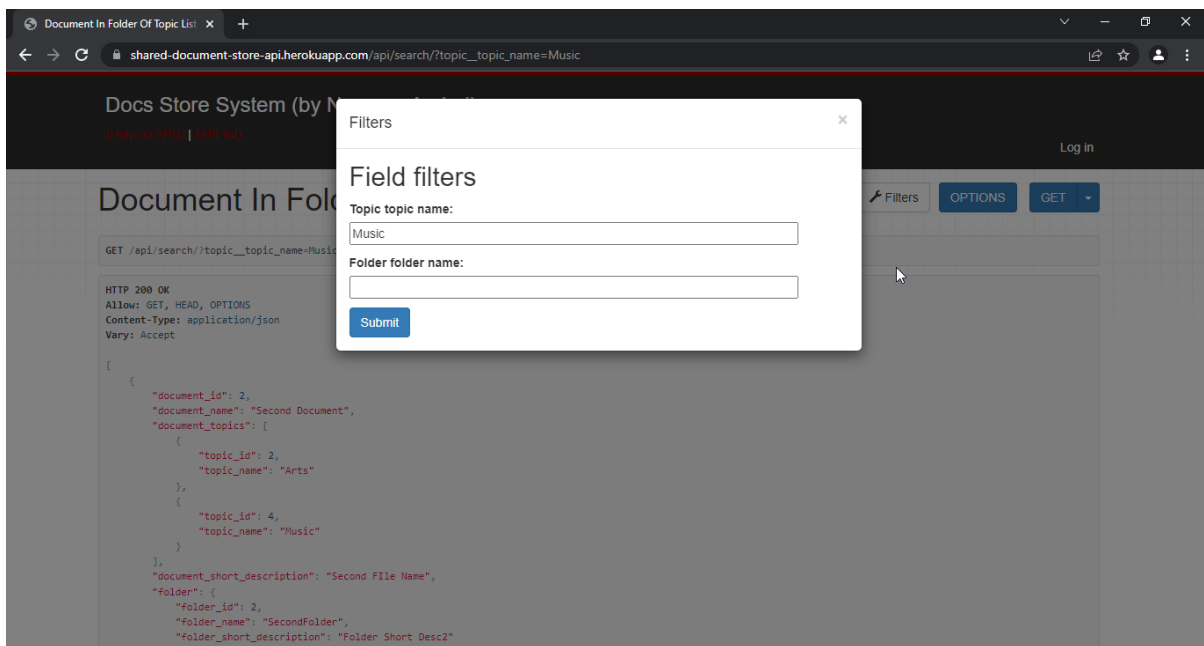 Document In Folder Of Topic List
shared-document-store-api.herokuapp.com/api/search/?topic__topic_name=Music
Docs Store System (by
Log in
Filters
×
Field filters
Topic topic name:
Music
Folder folder name:
Submit
Document In
Filters
OPTIONS
GET
GET /api/search/?topic__topic_name=Music
HTTP 200 OK
Allow: GET, HEAD, OPTIONS
Content-Type: application/json
Vary: Accept
[
{
"document_id": 2,
"document_name": "Second Document",
"document_topics": [
{
"topic_id": 2,
"topic_name": "Arts"
},
{
"topic_id": 4,
"topic_name": "Music"
}
],
"document_short_description": "Second FIle Name",
"folder": {
"folder_id": 2,
"folder_name": "SecondFolder",
"folder_short_description": "Folder Short Desc2"